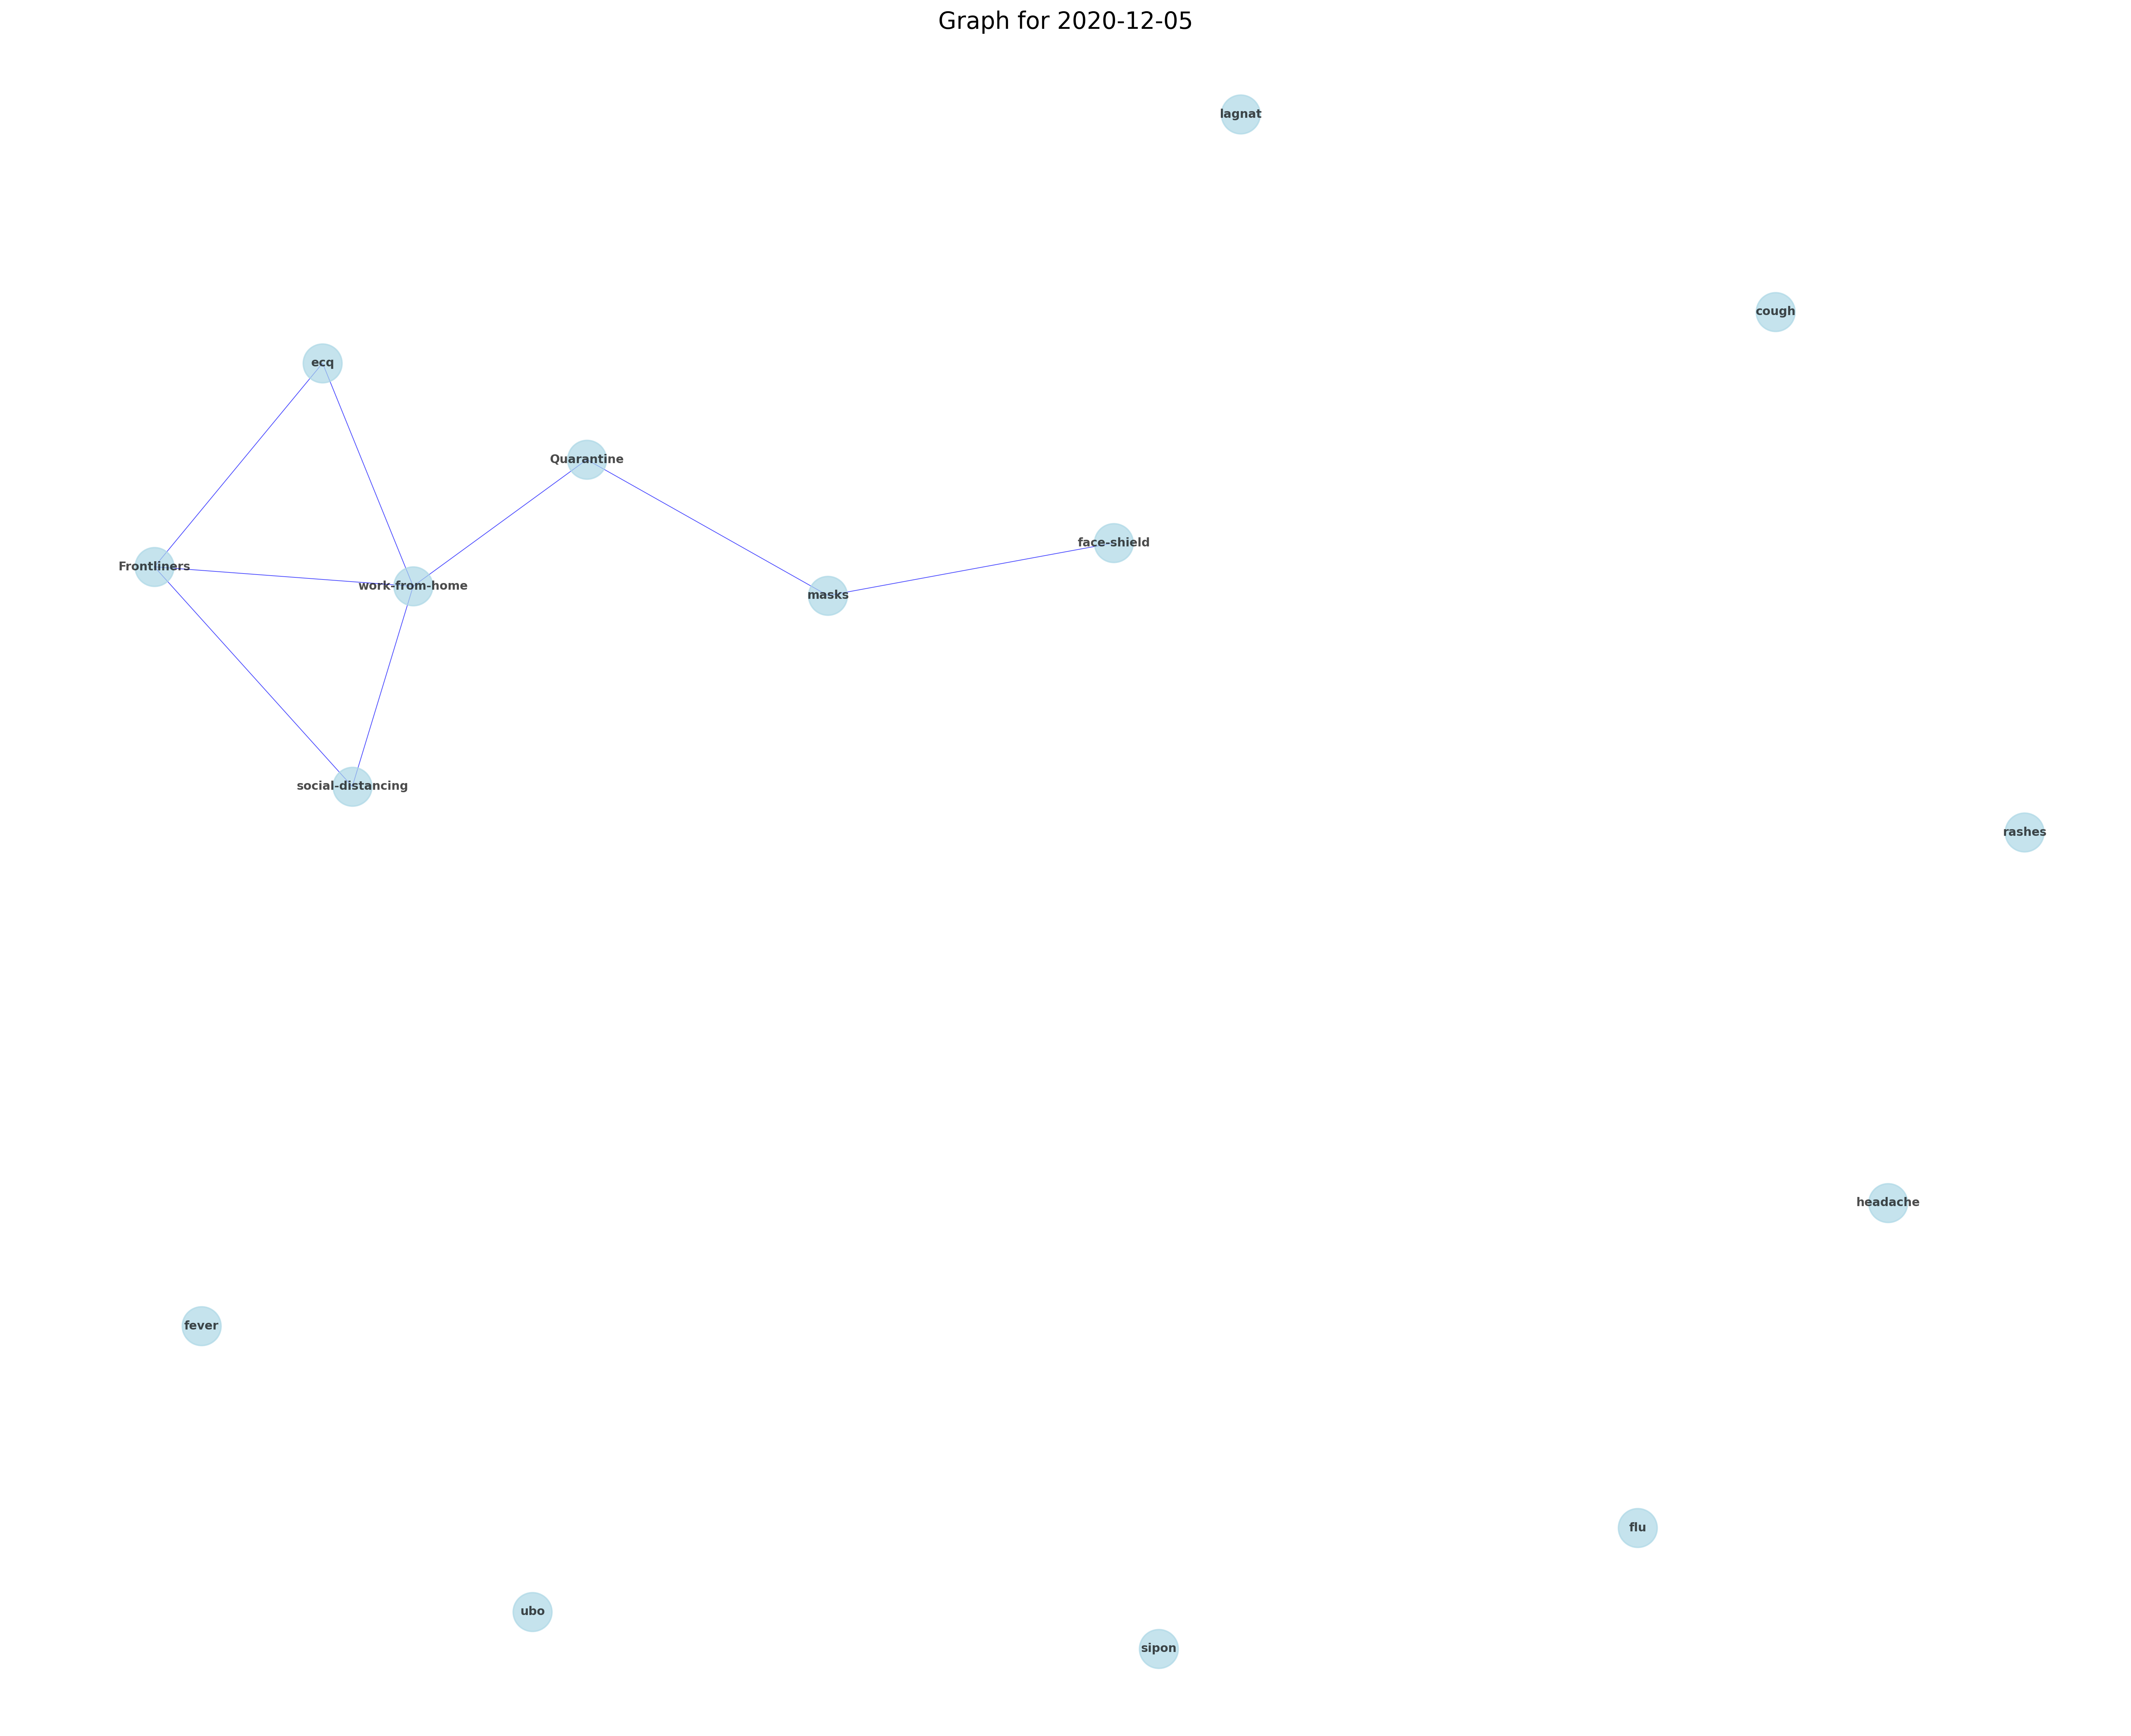 Graph for 2020-12-05
lagnat
cough
ecq
Quarantine
face-shield
Frontliners
work-from-home
masks
social-distancing
rashes
headache
fever
flu
ubo
sipon